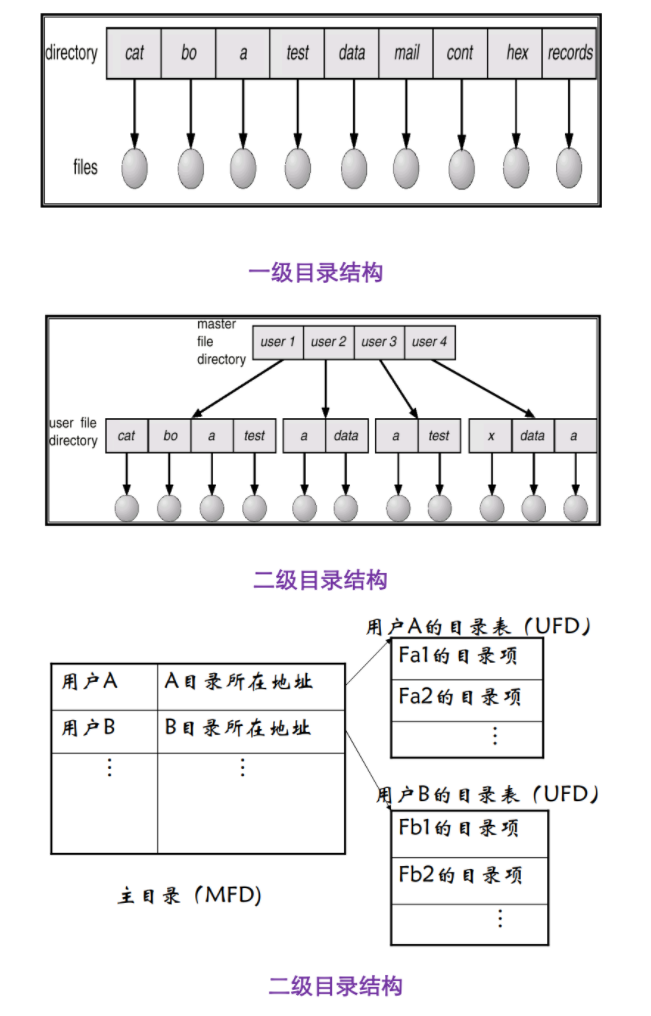 directory cat bo a test data mail cont hex records
files
一级目录结构
master
file
directory
user 1 user 2 user 3 user 4
user file
directory
cat bo a test a data a test x data a
二级目录结构
用户A的目录表（UFD）
Fa1的目录项
用户A A目录所在地址
Fa2的目录项
用户B B目录所在地址
⋮
⋮ ⋮
用户B的目录表（UFD）
Fb1的目录项
Fb2的目录项
主目录（MFD)
⋮
二级目录结构